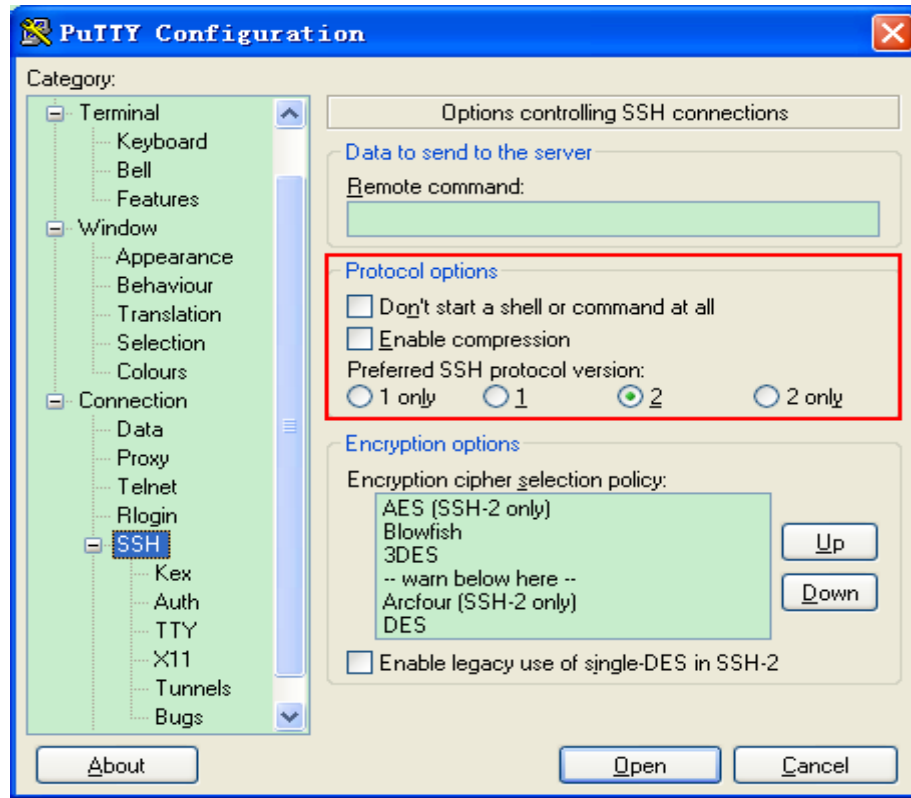 PuTTY Configuration
Category:
Terminal
Keyboard
Bell
Features
Window
Appearance
Behaviour
Translation
Selection
Colours
Connection
Data
Proxy
Telnet
Rlogin
SSH
Kex
Auth
TTY
X11
Tunnels
Bugs
Options controlling SSH connections
Data to send to the server
Remote command:
Protocol options
Don't start a shell or command at all
Enable compression
Preferred SSH protocol version:
1 only 1 2 2 only
Encryption options
Encryption cipher selection policy:
AES (SSH-2 only)
Blowfish
3DES
-- warn below here --
Arcfour (SSH-2 only)
DES
Up
Down
Enable legacy use of single-DES in SSH-2
About
Open
Cancel